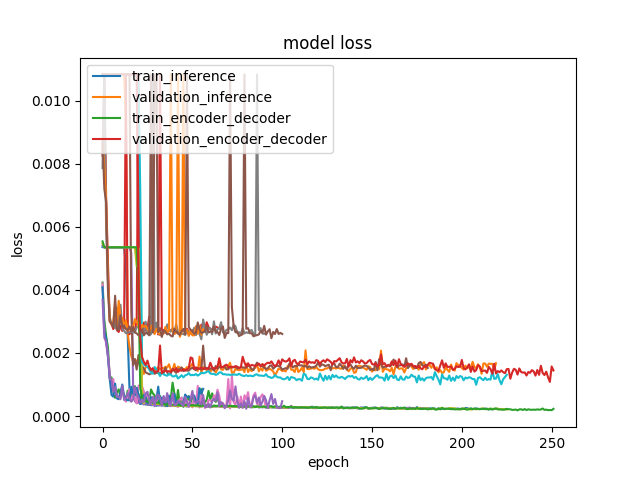 model loss
train_inference
validation_inference
train_encoder_decoder
validation_encoder_decoder
0.010
0.008
0.006
0.004
0.002
0.000
loss
0 50 100 150 200 250
epoch